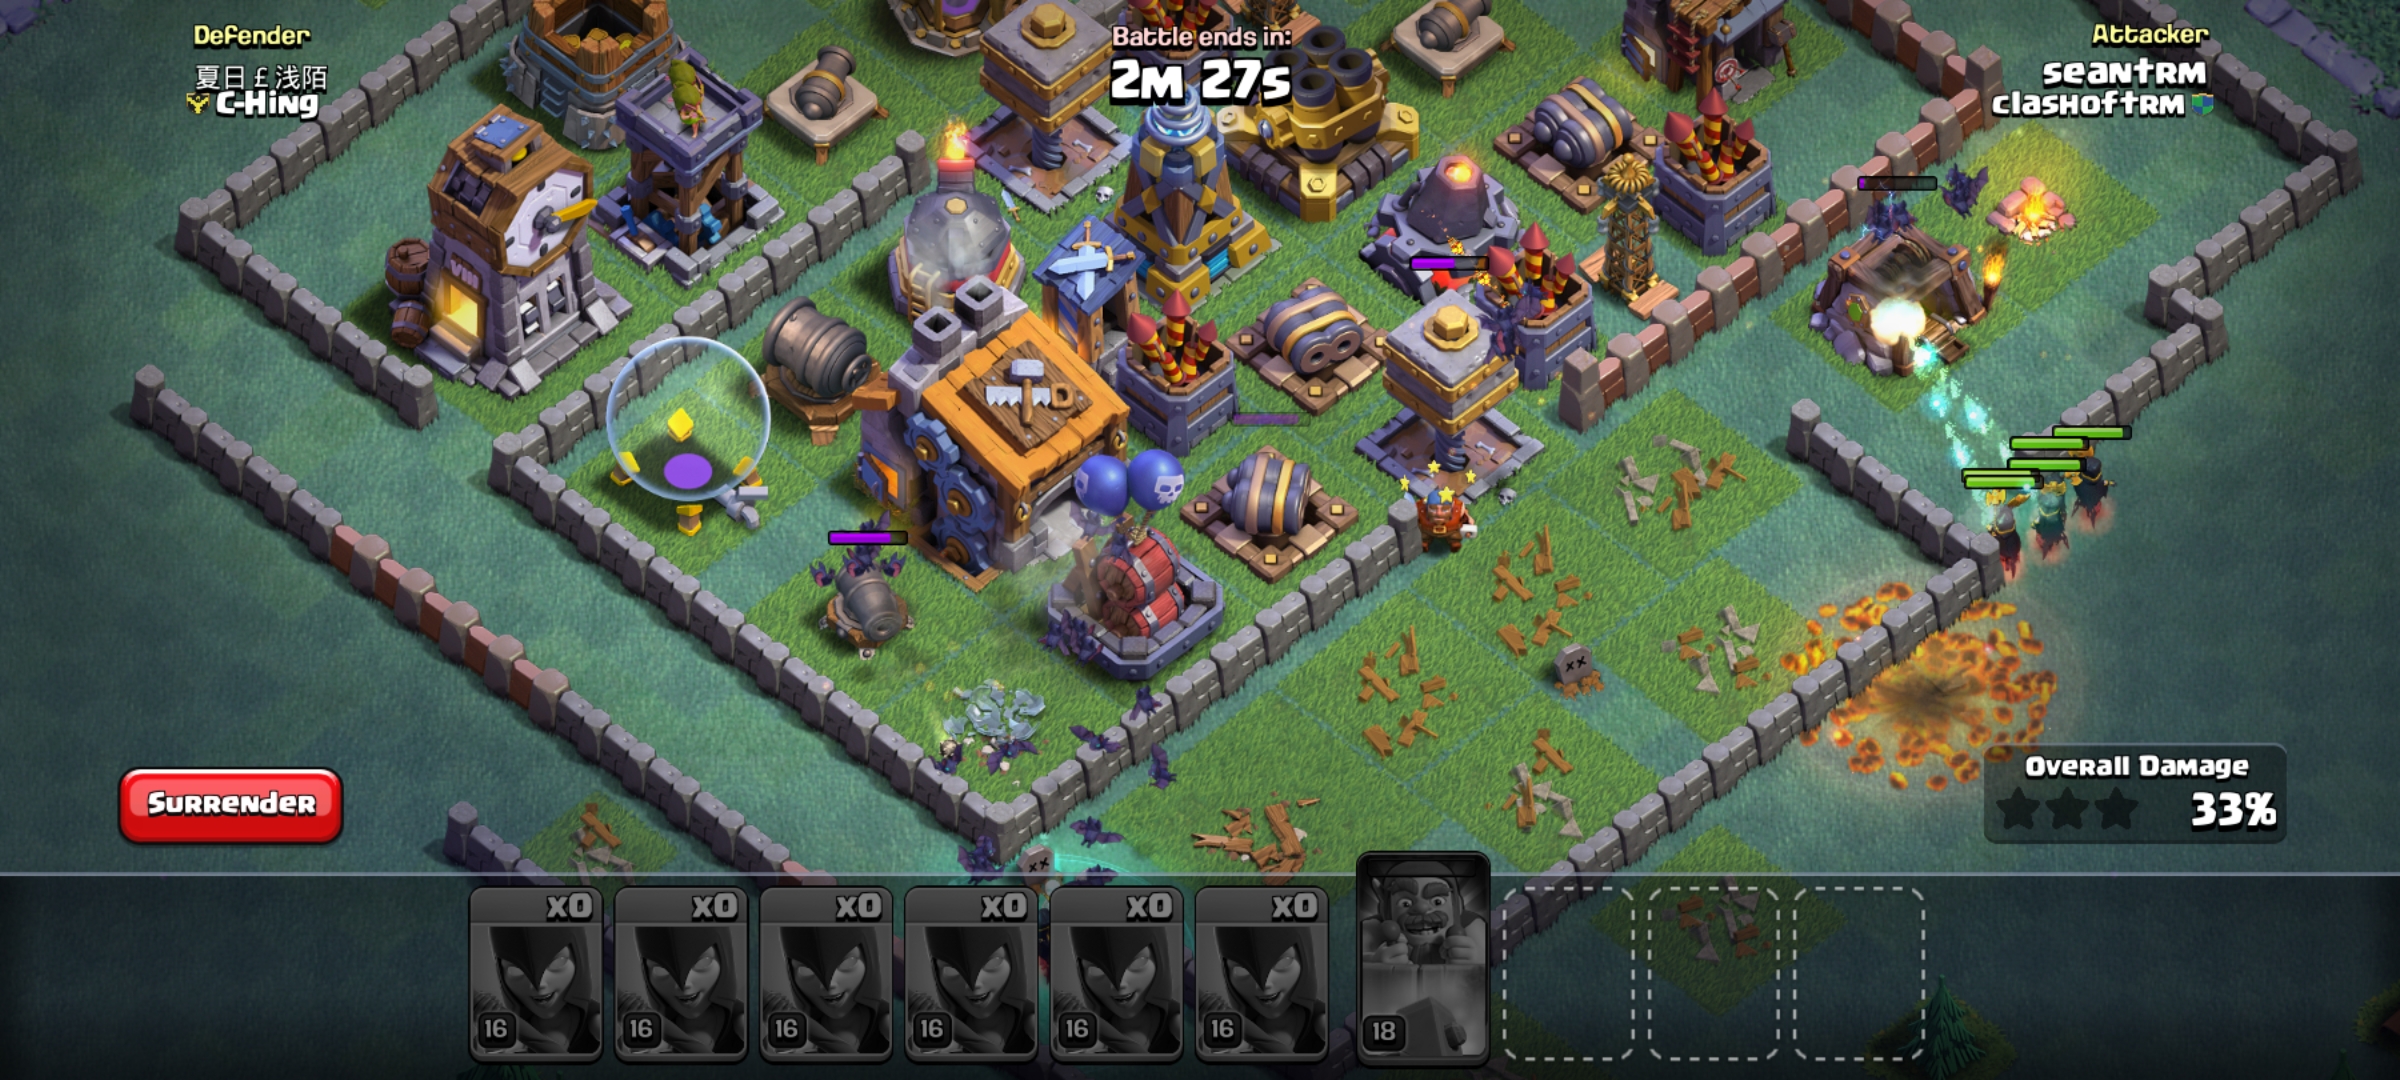 Defender
夏日£浅陌
C-Hing
Battle ends in:
2M 27s
Attacker
seantRM
clashoftRM
VIII
Surrender
Overall Damage
33%
x0 x0 x0 x0 x0 x0
16 16 16 16 16 16 18